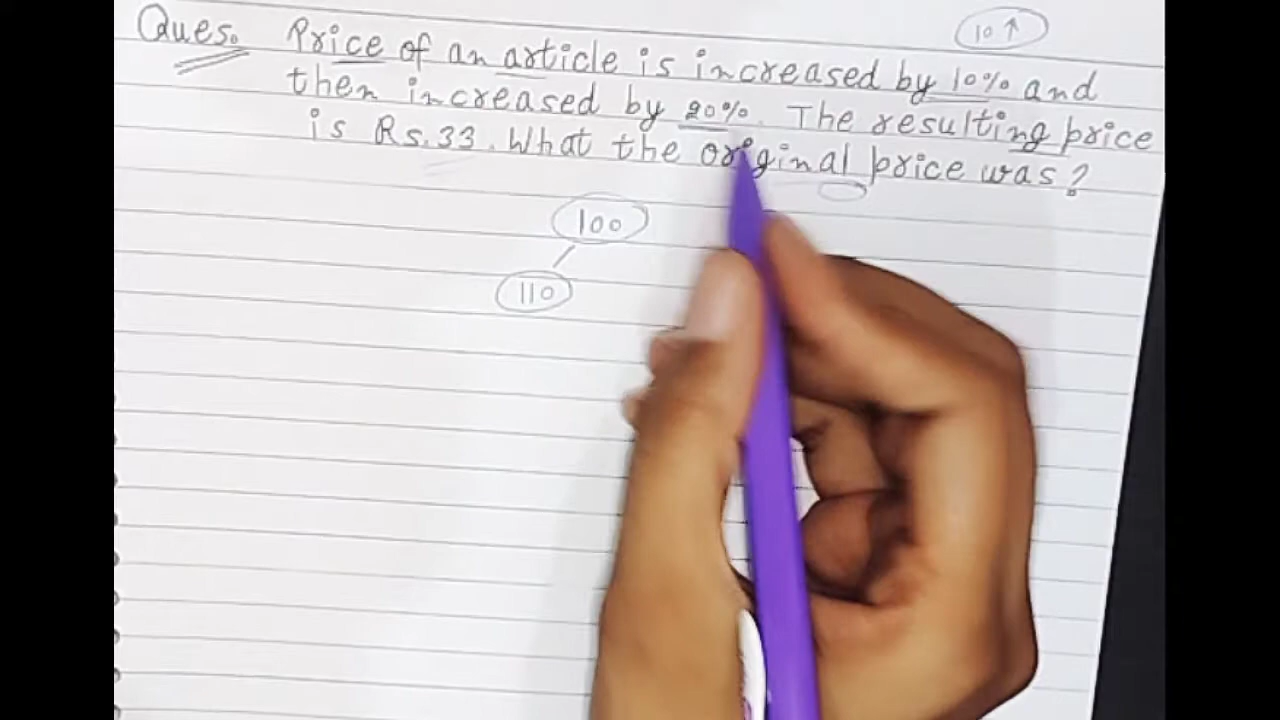 10 ↑
Ques. Price of an article is increased by 10% and
then increased by 20%. The resulting price
is Rs.33. What the original price was?
100
110